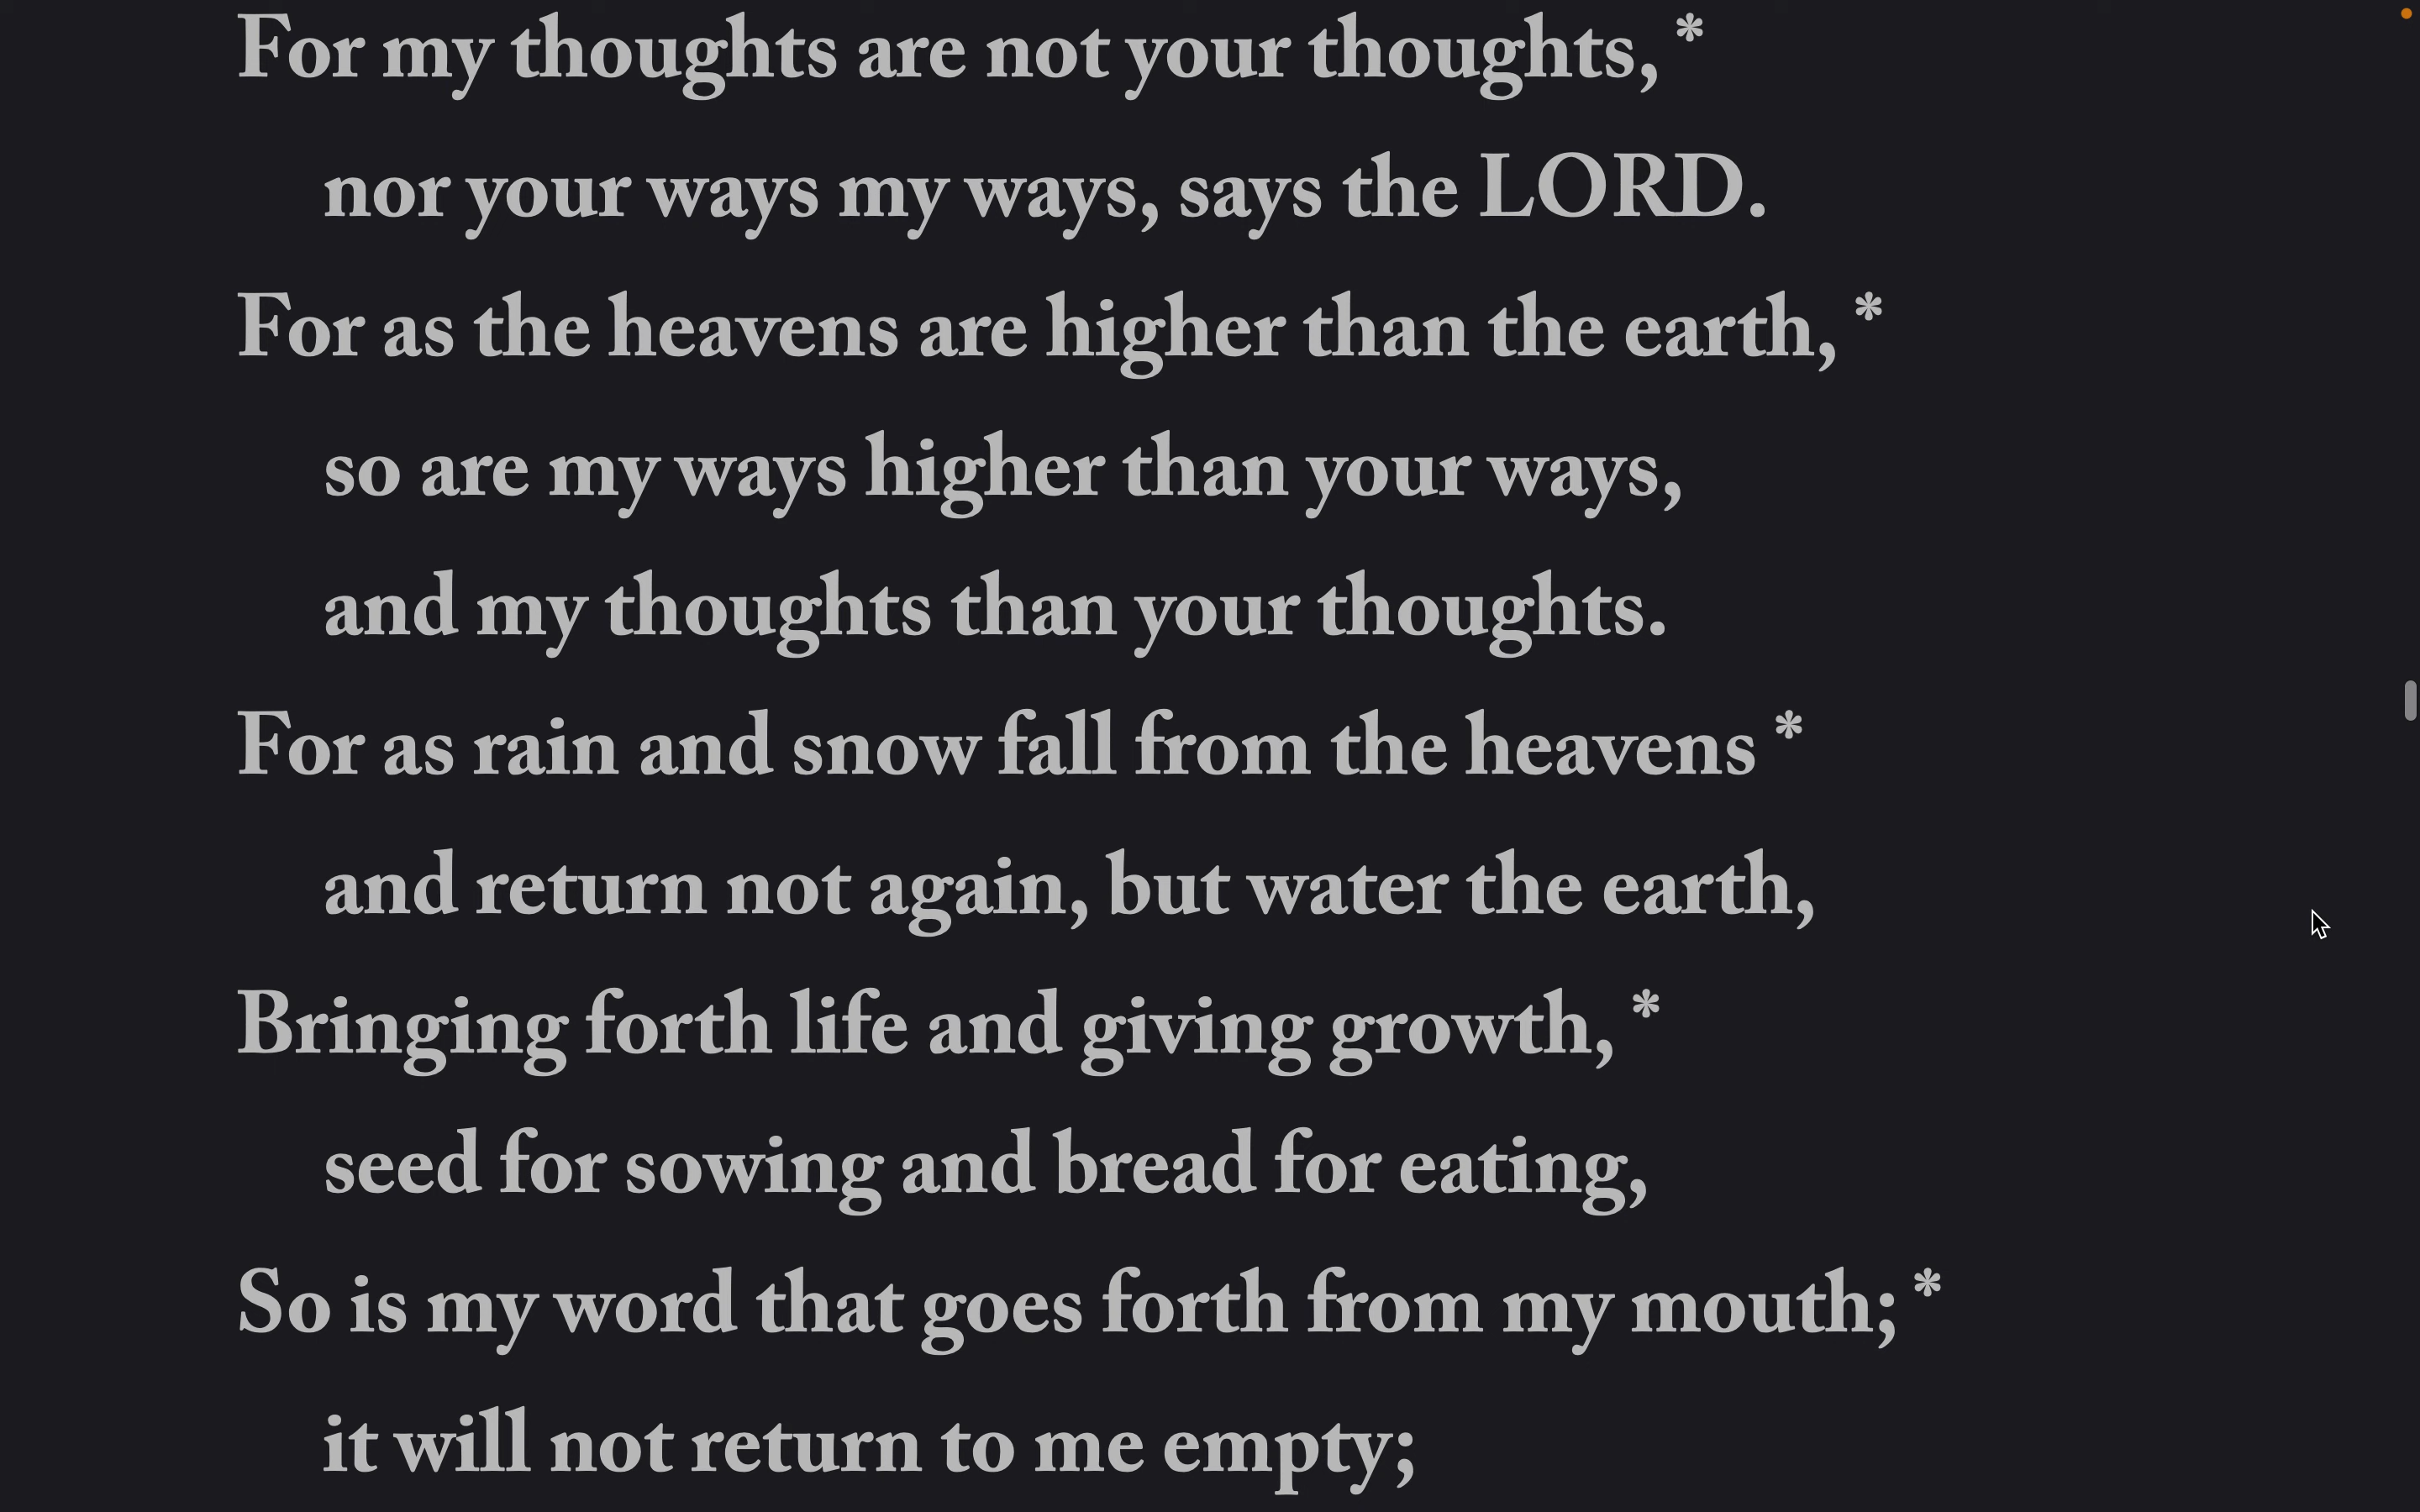 For my thoughts are not your thoughts,*
nor your ways my ways, says the LORD.
For as the heavens are higher than the earth, *
so are my ways higher than your ways,
and my thoughts than your thoughts.
For as rain and snow fall from the heavens*
and return not again, but water the earth,
Bringing forth life and giving growth, *
seed for sowing and bread for eating,
So is my word that goes forth from my mouth;*
it will not return to me empty;